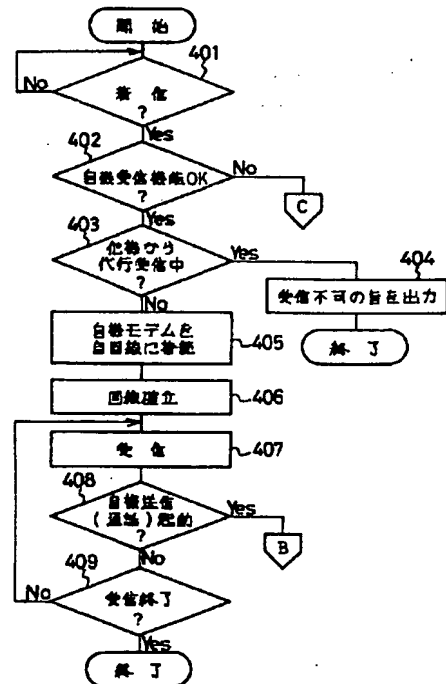 開始
401
着信
?
No
Yes
402
自機受信機能OK
?
No
C
Yes
403
他機から
代行受信中
?
Yes
404
受信不可の旨を出力
終了
No
自機モデムを
自回線に接続
405
回線確立
406
受信
407
408
自機送信
(通話)起動
?
Yes
B
No
409
受信終了
?
No
Yes
終了